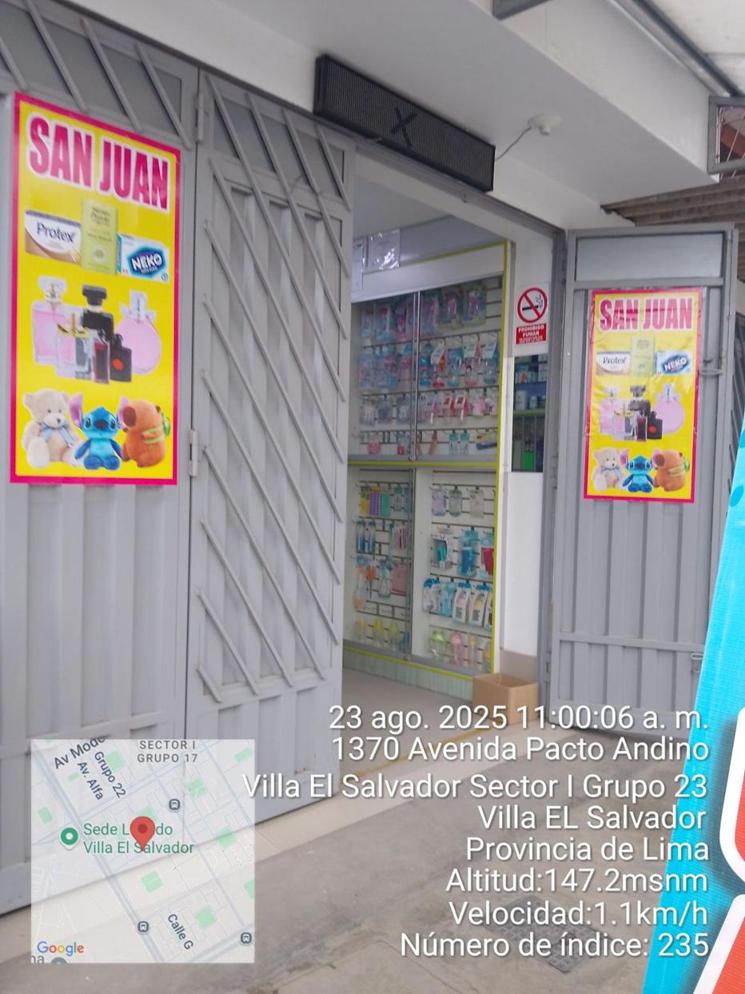 SAN JUAN
Protex
NEKO
X
PROHIBIDO
FUMAR
SAN JUAN
Protex
NEKO
23 ago. 2025 11:00:06 a. m.
1370 Avenida Pacto Andino
Villa El Salvador Sector I Grupo 23
Villa EL Salvador
Provincia de Lima
Altitud:147.2msnm
Velocidad:1.1km/h
Número de índice: 235
SECTOR I
GRUPO 17
Av Mode
Grupo 22
Av. Alfa
Villa El Salvador
Calle G
Google